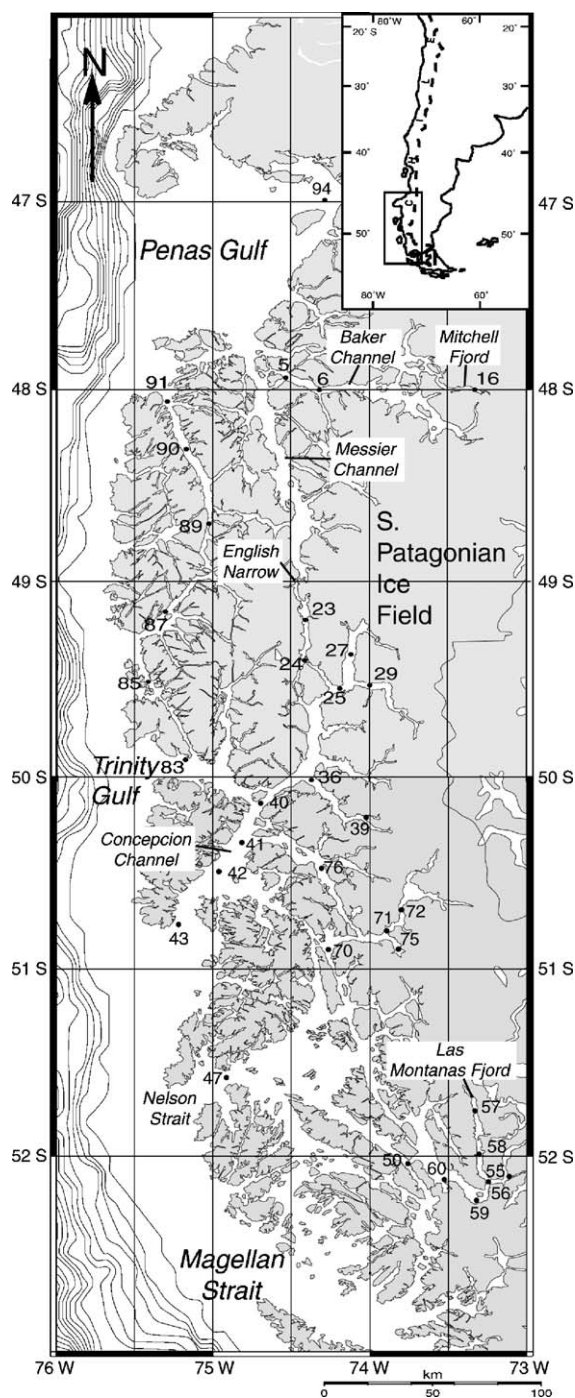 N
80° W
60°
20° S
20°
30°
30°
40°
40°
50°
50°
80° W
60°
94
47 S
47 S
Penas Gulf
Baker
Channel
Mitchell
Fjord
5
6
16
91
48 S
48 S
90
Messier
Channel
89
English
Narrow
S.
Patagonian
Ice
Field
49 S
49 S
23
87
24
27
25
29
85
Trinity
Gulf
83
50 S
50 S
36
40
39
Concepcion
Channel
41
42
76
43
71
72
70
75
51 S
51 S
Las
Montanas Fjord
47
57
Nelson
Strait
52 S
52 S
50
60
58
55
56
59
Magellan
Strait
76 W
75 W
74 W
73 W
km
0
50
100